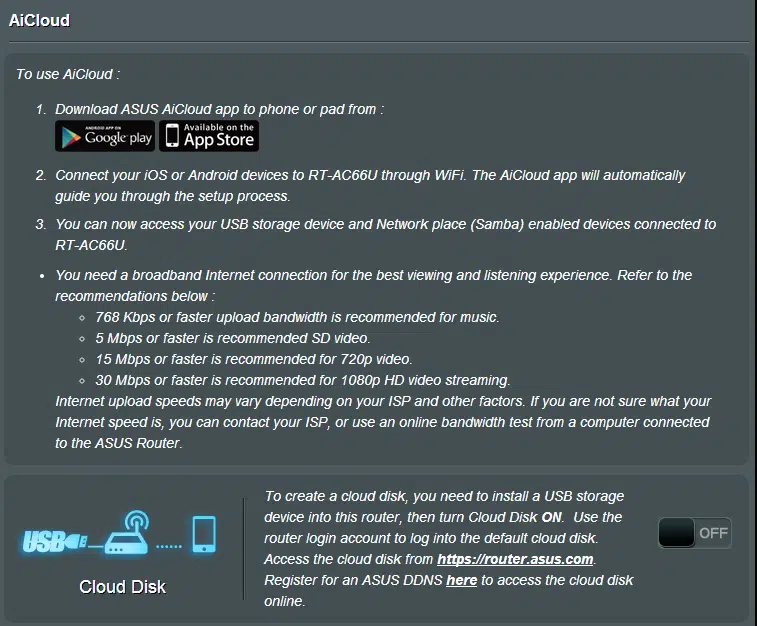 AiCloud
To use AiCloud :
1. Download ASUS AiCloud app to phone or pad from :
ANDROID APP ON
Google play
Available on the
App Store
2. Connect your iOS or Android devices to RT-AC66U through WiFi. The AiCloud app will automatically
guide you through the setup process.
3. You can now access your USB storage device and Network place (Samba) enabled devices connected to
RT-AC66U.
• You need a broadband Internet connection for the best viewing and listening experience. Refer to the
recommendations below :
◦ 768 Kbps or faster upload bandwidth is recommended for music.
◦ 5 Mbps or faster is recommended SD video.
◦ 15 Mbps or faster is recommended for 720p video.
◦ 30 Mbps or faster is recommended for 1080p HD video streaming.
Internet upload speeds may vary depending on your ISP and other factors. If you are not sure what your
Internet speed is, you can contact your ISP, or use an online bandwidth test from a computer connected
to the ASUS Router.
USB
Cloud Disk
To create a cloud disk, you need to install a USB storage
device into this router, then turn Cloud Disk ON. Use the
router login account to log into the default cloud disk.
Access the cloud disk from https://router.asus.com.
Register for an ASUS DDNS here to access the cloud disk
online.
OFF